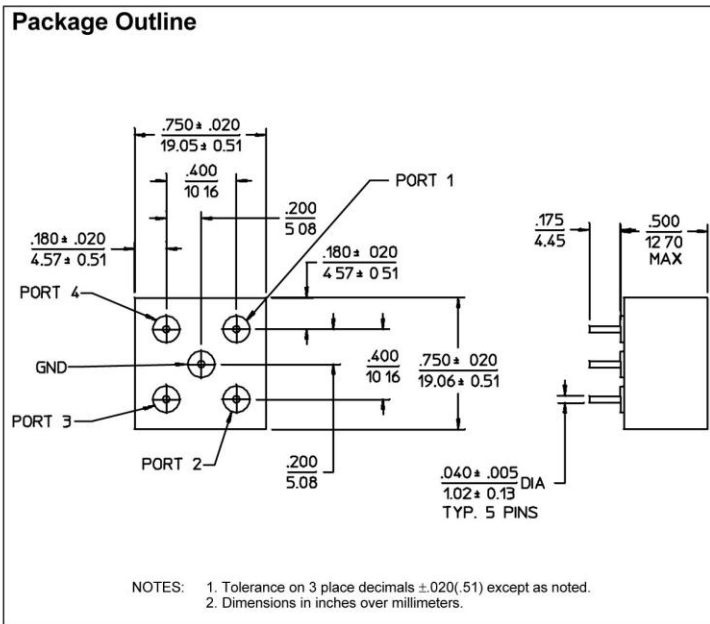 Package Outline
.750± .020
19.05± 0.51
.400
10 16
PORT 1
.200
5 08
.175
4.45
.500
12 70
MAX
.180± .020
4.57± 0.51
.180± 020
4 57± 0 51
PORT 4
GND
.400
10 16
.750± 020
19.06± 0.51
PORT 3
PORT 2
.200
5.08
.040± .005
1.02± 0.13
DIA
TYP. 5 PINS
NOTES: 1. Tolerance on 3 place decimals ±.020(.51) except as noted.
2. Dimensions in inches over millimeters.